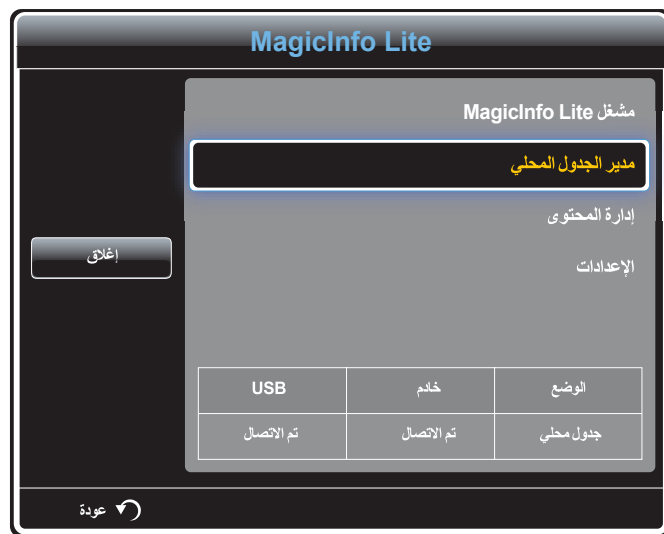 MagicInfo Lite
مشغل MagicInfo Lite
مدير الجدول المحلي
إدارة المحتوى
الإعدادات
إغلاق
الوضع خادم USB
جدول محلي تم الاتصال تم الاتصال
عودة